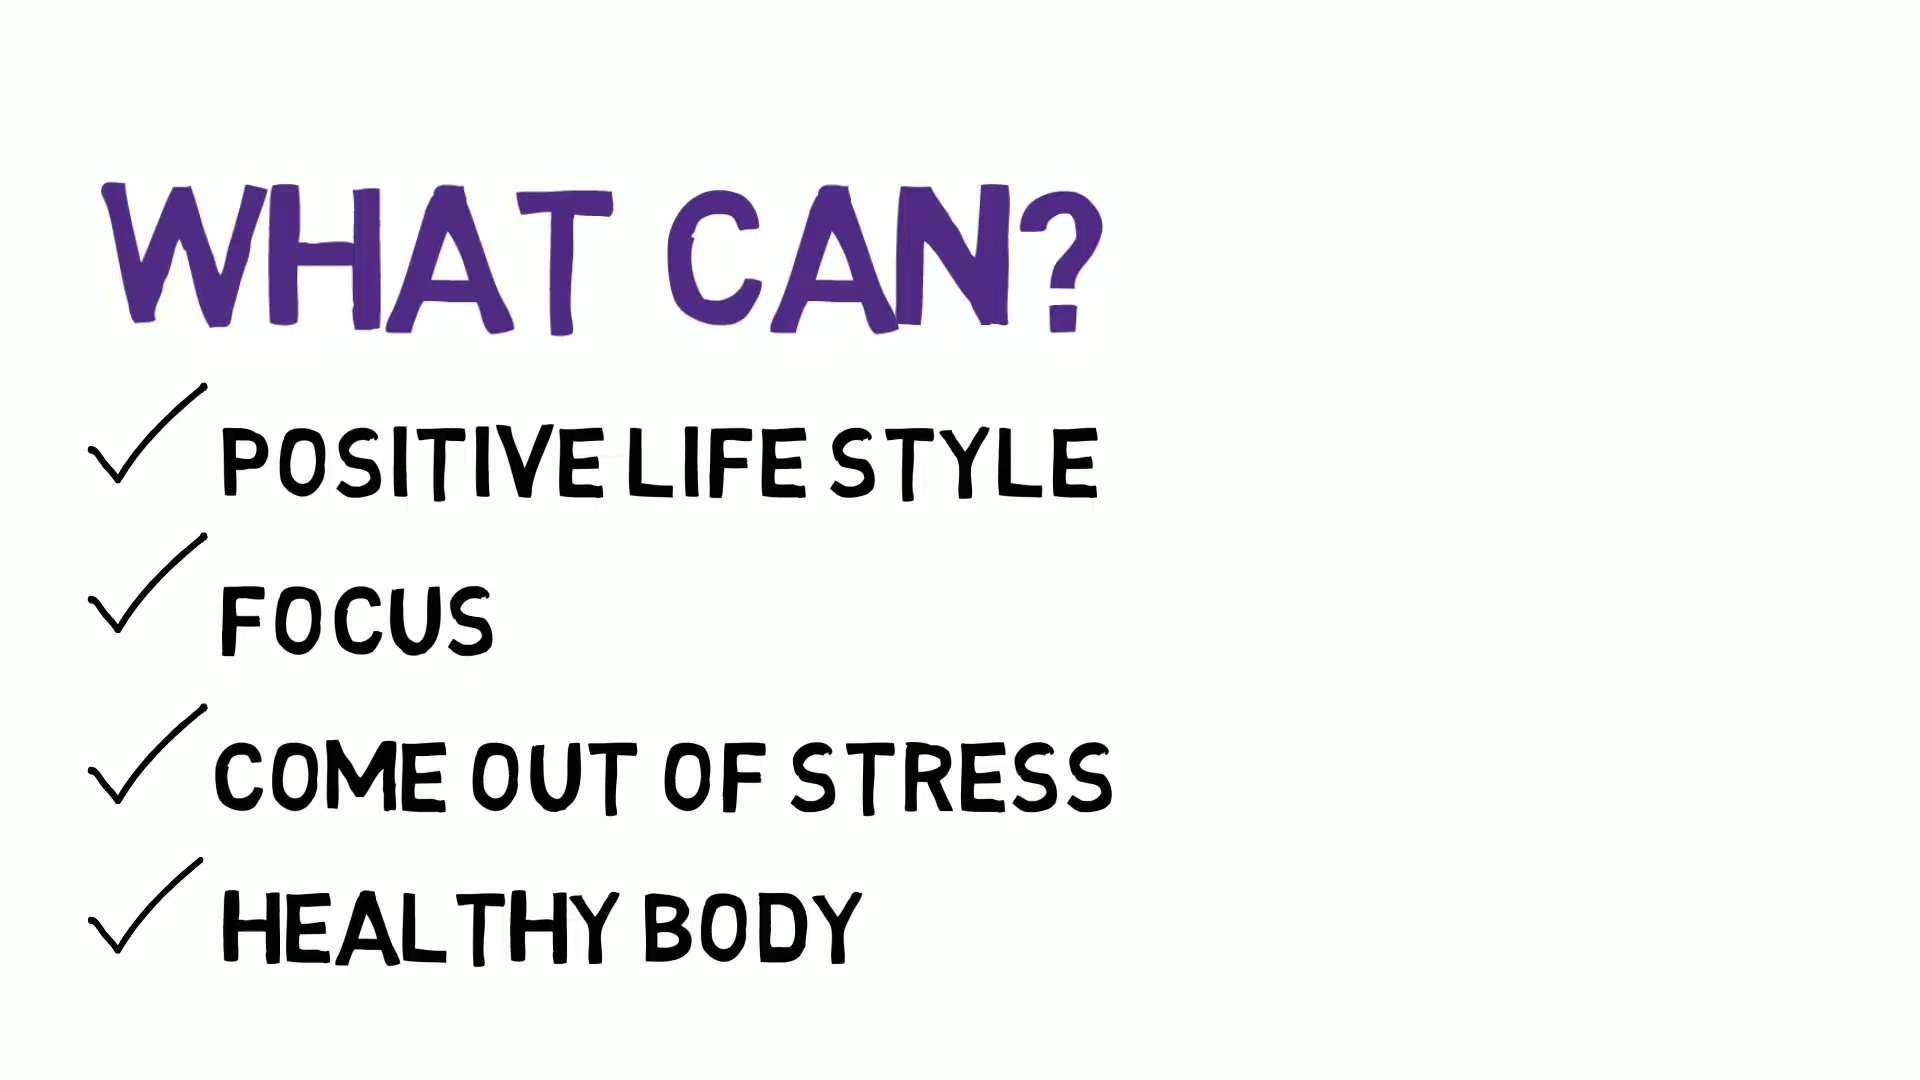 WHAT CAN?
POSITIVE LIFE STYLE
FOCUS
COME OUT OF STRESS
HEALTHY BODY